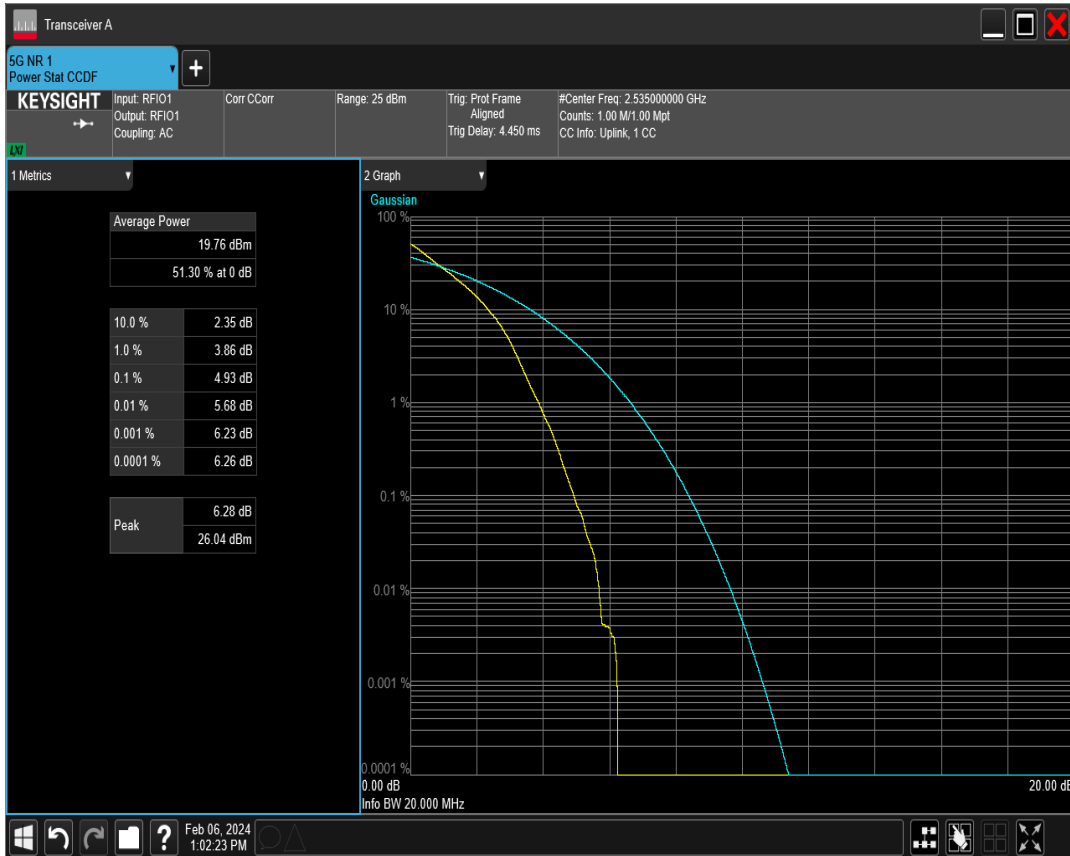 Transceiver A
5G NR 1
Power Stat CCDF
KEYSIGHT
LXI
Input: RFIO1
Output: RFIO1
Coupling: AC
Corr CCorr
Range: 25 dBm
Trig: Prot Frame
Aligned
Trig Delay: 4.450 ms
#Center Freq: 2.535000000 GHz
Counts: 1.00 M/1.00 Mpt
CC Info: Uplink, 1 CC
1 Metrics
Average Power
19.76 dBm
51.30 % at 0 dB
10.0 % 2.35 dB
1.0 % 3.86 dB
0.1 % 4.93 dB
0.01 % 5.68 dB
0.001 % 6.23 dB
0.0001 % 6.26 dB
Peak
6.28 dB
26.04 dBm
2 Graph
Gaussian
100 %
10 %
1 %
0.1 %
0.01 %
0.001 %
0.0001 %
0.00 dB 20.00 dB
Info BW 20.000 MHz
?
Feb 06, 2024
1:02:23 PM